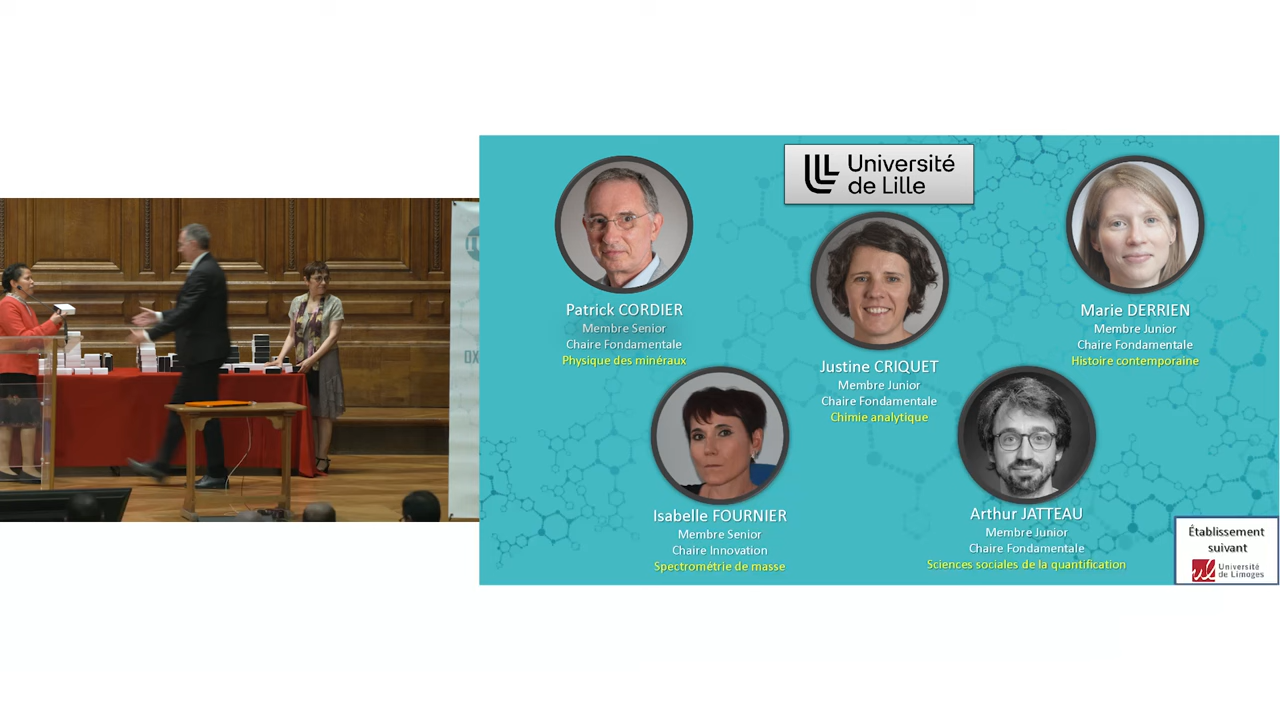 Université
de Lille
Patrick CORDIER
Membre Senior
Chaire Fondamentale
Physique des minéraux
Justine CRIQUET
Membre Junior
Chaire Fondamentale
Chimie analytique
Marie DERRIEN
Membre Junior
Chaire Fondamentale
Histoire contemporaine
Isabelle FOURNIER
Membre Senior
Chaire Innovation
Spectrométrie de masse
Arthur JATTEAU
Membre Junior
Chaire Fondamentale
Sciences sociales de la quantification
Établissement
suivant
Université
de Limoges